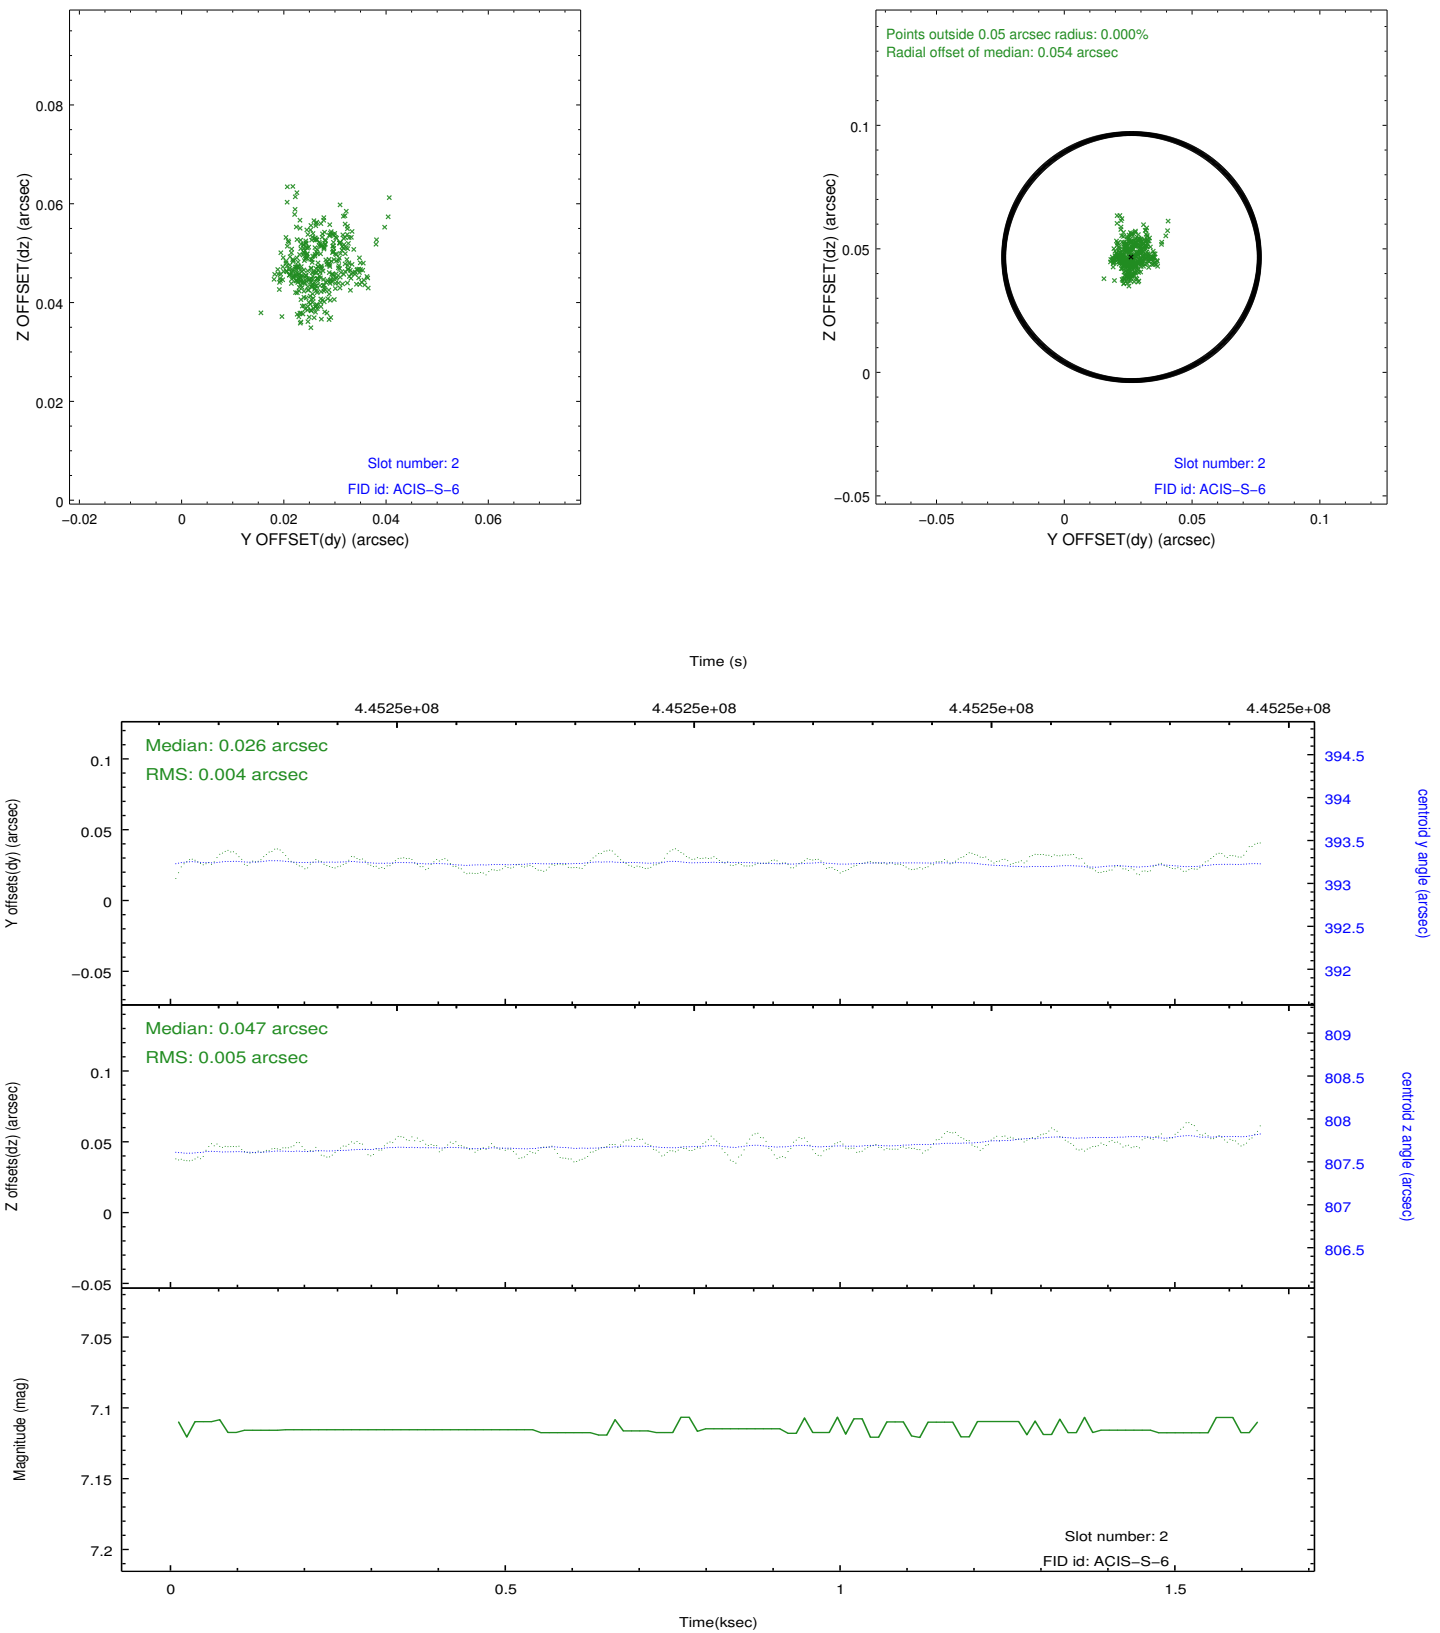 0.08
0.06
0.04
0.02
0
−0.02
0
0.02
0.04
0.06
Z OFFSET(dz) (arcsec)
Y OFFSET(dy) (arcsec)
Slot number: 2
FID id: ACIS−S−6
Points outside 0.05 arcsec radius: 0.000%
Radial offset of median: 0.054 arcsec
0.1
0.05
0
−0.05
−0.05
0
0.05
0.1
Z OFFSET(dz) (arcsec)
Y OFFSET(dy) (arcsec)
Slot number: 2
FID id: ACIS−S−6
Time (s)
4.4525e+08
4.4525e+08
4.4525e+08
4.4525e+08
Median: 0.026 arcsec
RMS: 0.004 arcsec
0.1
0.05
0
−0.05
Y offsets(dy) (arcsec)
394.5
394
393.5
393
392.5
392
centroid y angle (arcsec)
Median: 0.047 arcsec
RMS: 0.005 arcsec
0.1
0.05
0
−0.05
Z offsets(dz) (arcsec)
809
808.5
808
807.5
807
806.5
centroid z angle (arcsec)
7.05
7.1
7.15
7.2
Magnitude (mag)
Slot number: 2
FID id: ACIS−S−6
0
0.5
1
1.5
Time(ksec)